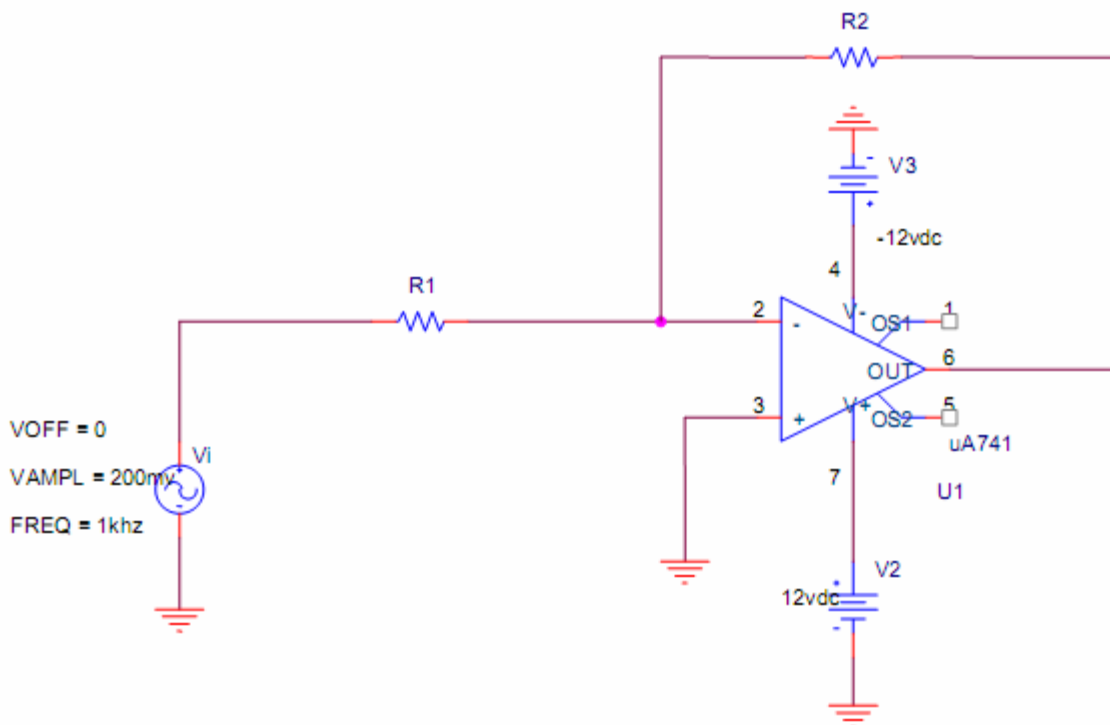 R2
V3
-12vdc
4
R1
2
-
V-
OS1
1
OUT
6
3
+
V+
OS2
5
uA741
VOFF = 0
Vi
VAMPL = 200mv
7
U1
FREQ = 1khz
V2
12vdc